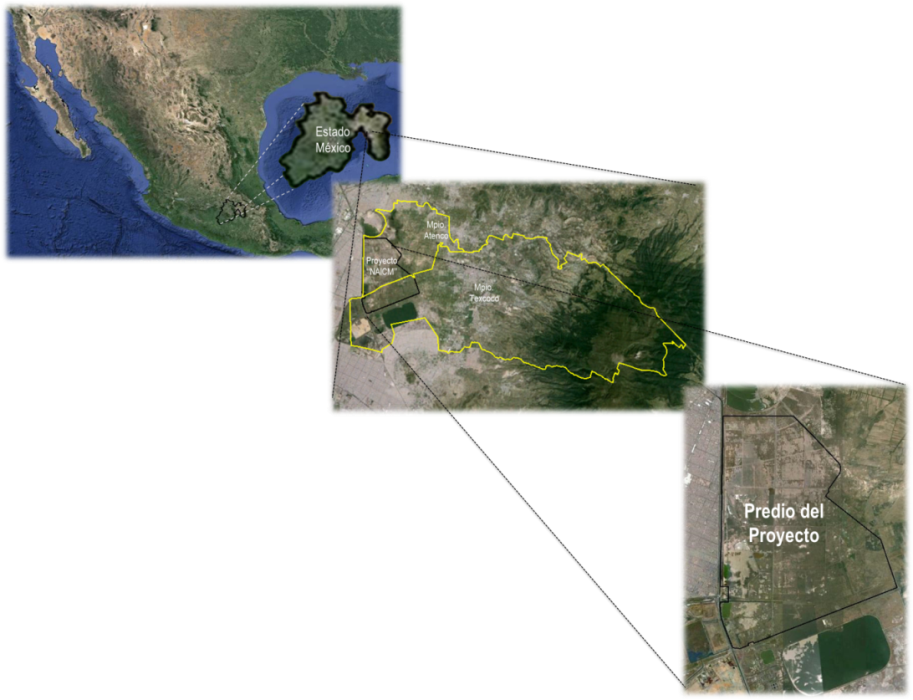 Estado
México
Mpio.
Atenco
Proyecto
"NAICM"
Mpio.
Texcoco
Predio del
Proyecto